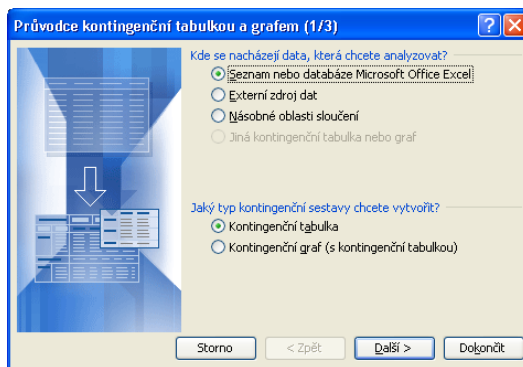 Průvodce kontingenční tabulkou a grafem (1/3)
Kde se nacházejí data, která chcete analyzovat?
Seznam nebo databáze Microsoft Office Excel
Externí zdroj dat
Násobné oblasti sloučení
Jiná kontingenční tabulka nebo graf
Jaký typ kontingenční sestavy chcete vytvořit?
Kontingenční tabulka
Kontingenční graf (s kontingenční tabulkou)
Storno
< Zpět
Další >
Dokončit